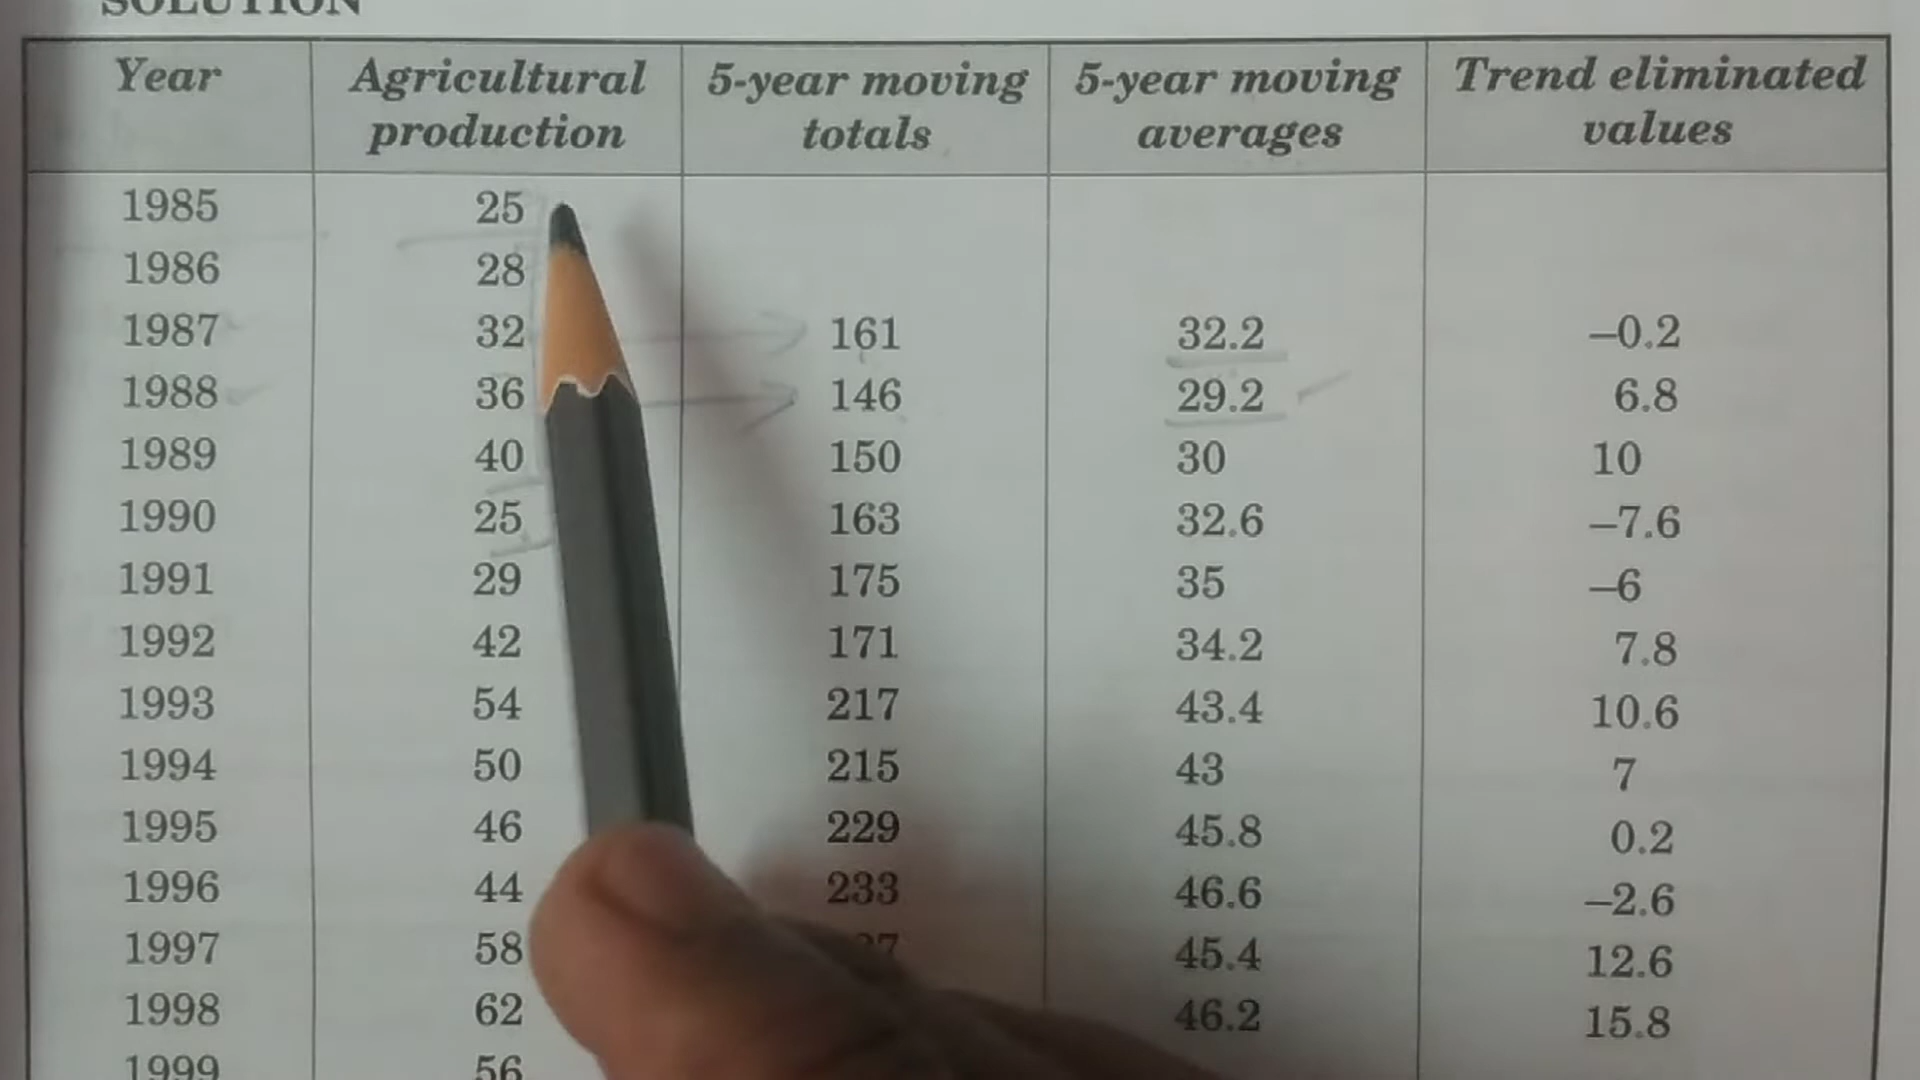 SOLUTION
Year Agricultural production 5-year moving totals 5-year moving averages Trend eliminated values
1985 25
1986 28
1987 32 161 32.2 –0.2
1988 36 146 29.2 6.8
1989 40 150 30 10
1990 25 163 32.6 –7.6
1991 29 175 35 –6
1992 42 171 34.2 7.8
1993 54 217 43.4 10.6
1994 50 215 43 7
1995 46 229 45.8 0.2
1996 44 233 46.6 –2.6
1997 58 45.4 12.6
1998 62 46.2 15.8
1999 56